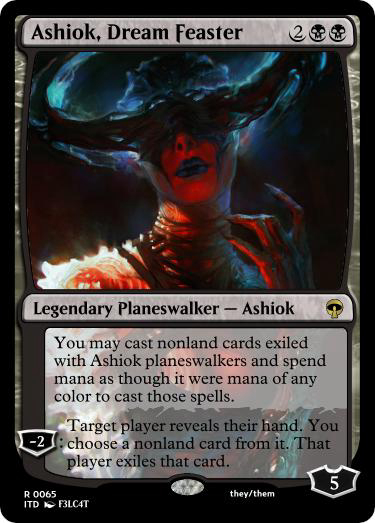 Ashiok, Dream Feaster 2
Legendary Planeswalker — Ashiok
You may cast nonland cards exiled
with Ashiok planeswalkers and spend
mana as though it were mana of any
color to cast those spells.
-2 : Target player reveals their hand. You
choose a nonland card from it. That
player exiles that card.
5
R 0065
ITD F3LC4T
they/them